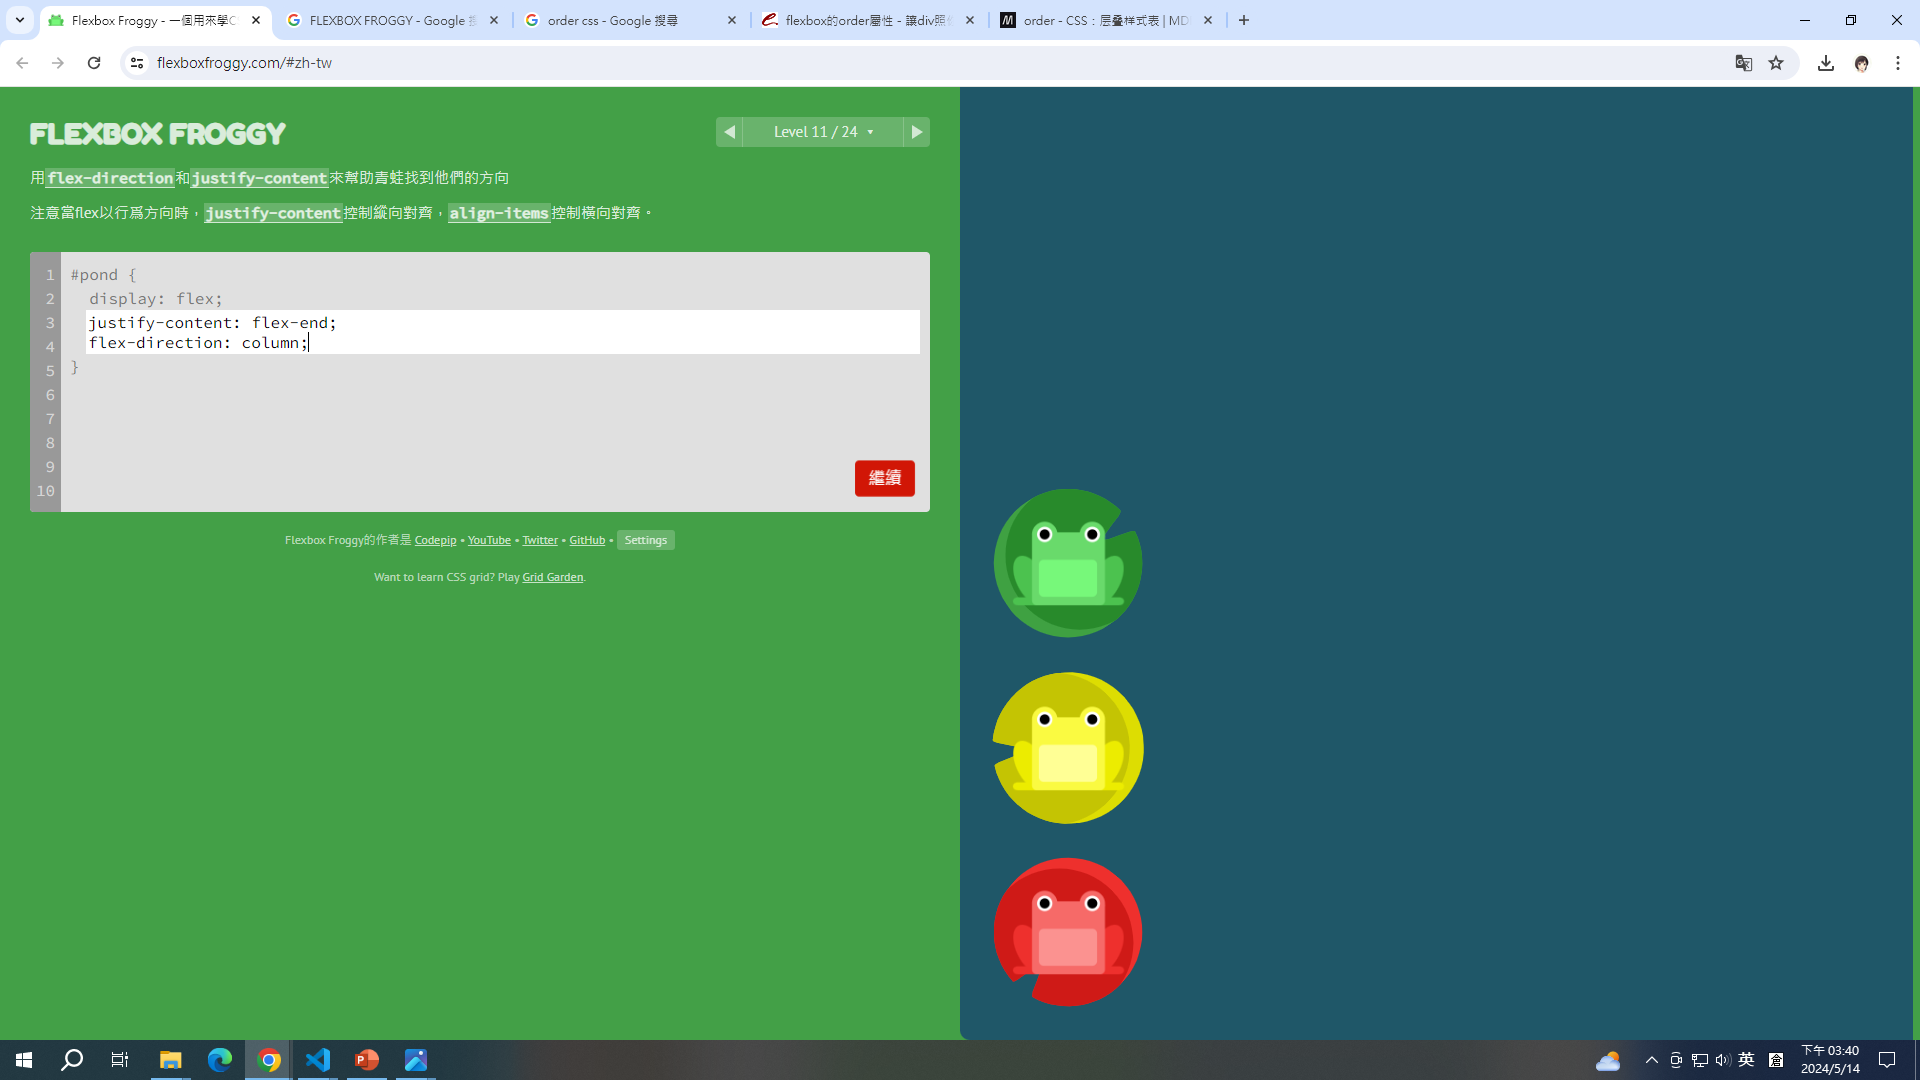 Flexbox Froggy - 一個用來學C
FLEXBOX FROGGY - Google 搜
order css - Google 搜尋
flexbox的order屬性 - 讓div照
order - CSS：层叠样式表 | MD
flexboxfroggy.com/#zh-tw
FLEXBOX FROGGY
Level 11 / 24
用flex-direction和justify-content來幫助青蛙找到他們的方向
注意當flex以行爲方向時，justify-content控制縱向對齊，align-items控制橫向對齊。
1 #pond {
2 display: flex;
3 justify-content: flex-end;
4 flex-direction: column;
5 }
6
7
8
9
10
繼續
Flexbox Froggy的作者是 Codepip • YouTube • Twitter • GitHub • Settings
Want to learn CSS grid? Play Grid Garden.
英
倉
下午 03:40
2024/5/14